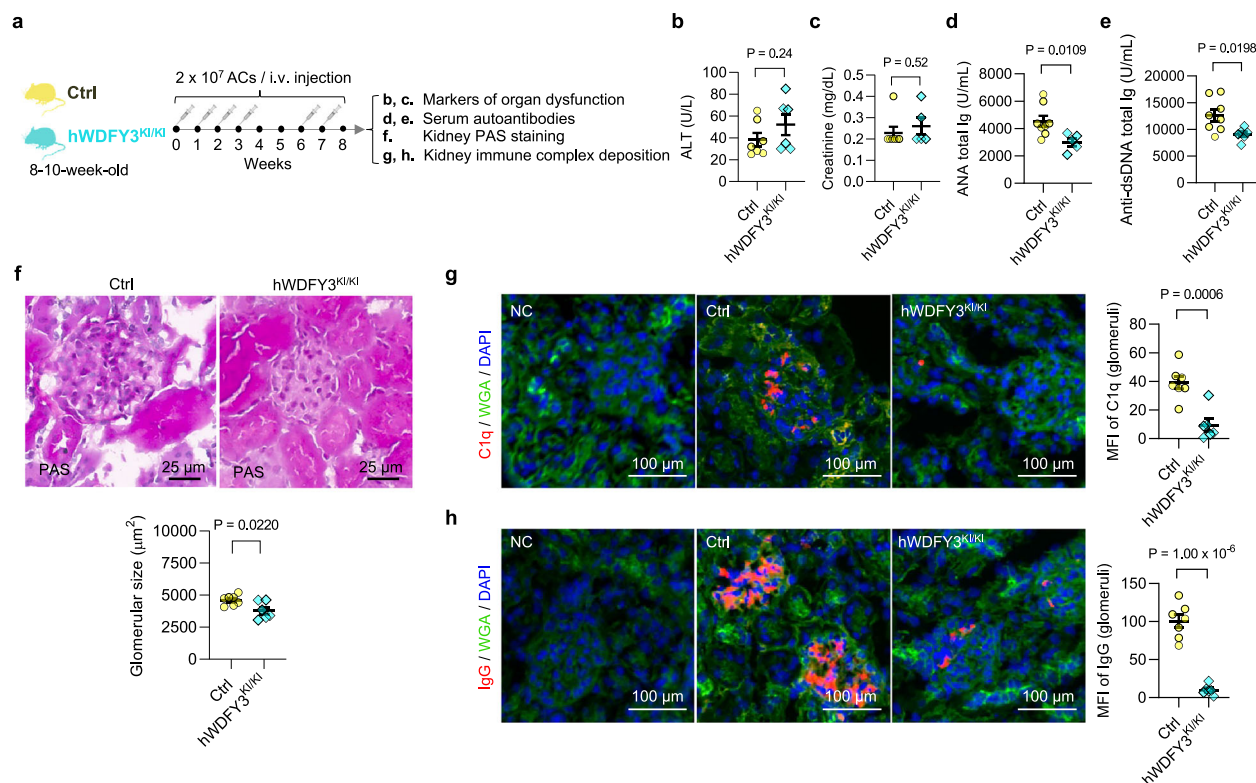 a
Ctrl
hWDFY3KI/KI
8-10-week-old
2 x 10⁷ ACs / i.v. injection
0 1 2 3 4 5 6 7 8
Weeks
b, c. Markers of organ dysfunction
d, e. Serum autoantibodies
f. Kidney PAS staining
g, h. Kidney immune complex deposition
b
P = 0.24
ALT (U/L)
100
80
60
40
20
0
Ctrl
hWDFY3KI/KI
c
P = 0.52
Creatinine (mg/dL)
0.5
0.4
0.3
0.2
0.1
0.0
Ctrl
hWDFY3KI/KI
d
P = 0.0109
ANA total Ig (U/mL)
8000
6000
4000
2000
0
Ctrl
hWDFY3KI/KI
e
P = 0.0198
Anti-dsDNA total Ig (U/mL)
20000
15000
10000
5000
0
Ctrl
hWDFY3KI/KI
f
Ctrl
hWDFY3KI/KI
PAS
25 μm
PAS
25 μm
P = 0.0220
Glomerular size (μm²)
10000
7500
5000
2500
0
Ctrl
hWDFY3KI/KI
g
C1q / WGA / DAPI
NC
100 μm
Ctrl
100 μm
hWDFY3KI/KI
100 μm
P = 0.0006
MFI of C1q (glomeruli)
80
60
40
20
0
Ctrl
hWDFY3KI/KI
h
IgG / WGA / DAPI
NC
100 μm
Ctrl
100 μm
hWDFY3KI/KI
100 μm
P = 1.00 x 10⁻⁶
MFI of IgG (glomeruli)
150
100
50
0
Ctrl
hWDFY3KI/KI